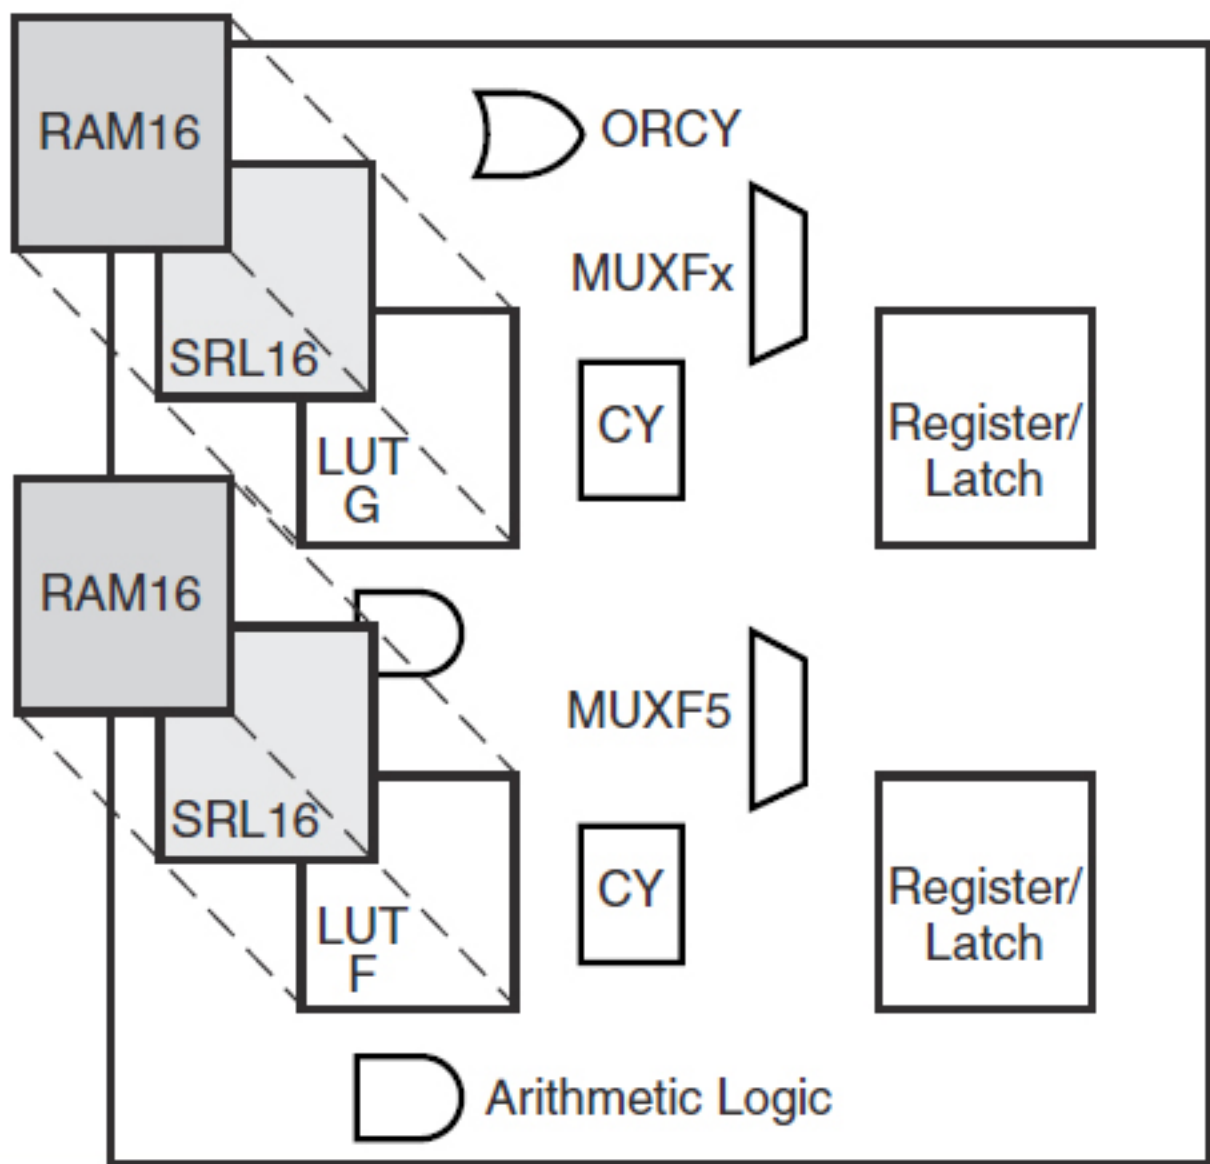 RAM16
ORCY
MUXFx
SRL16
CY
Register/
Latch
LUT
G
RAM16
MUXF5
SRL16
CY
Register/
Latch
LUT
F
Arithmetic Logic